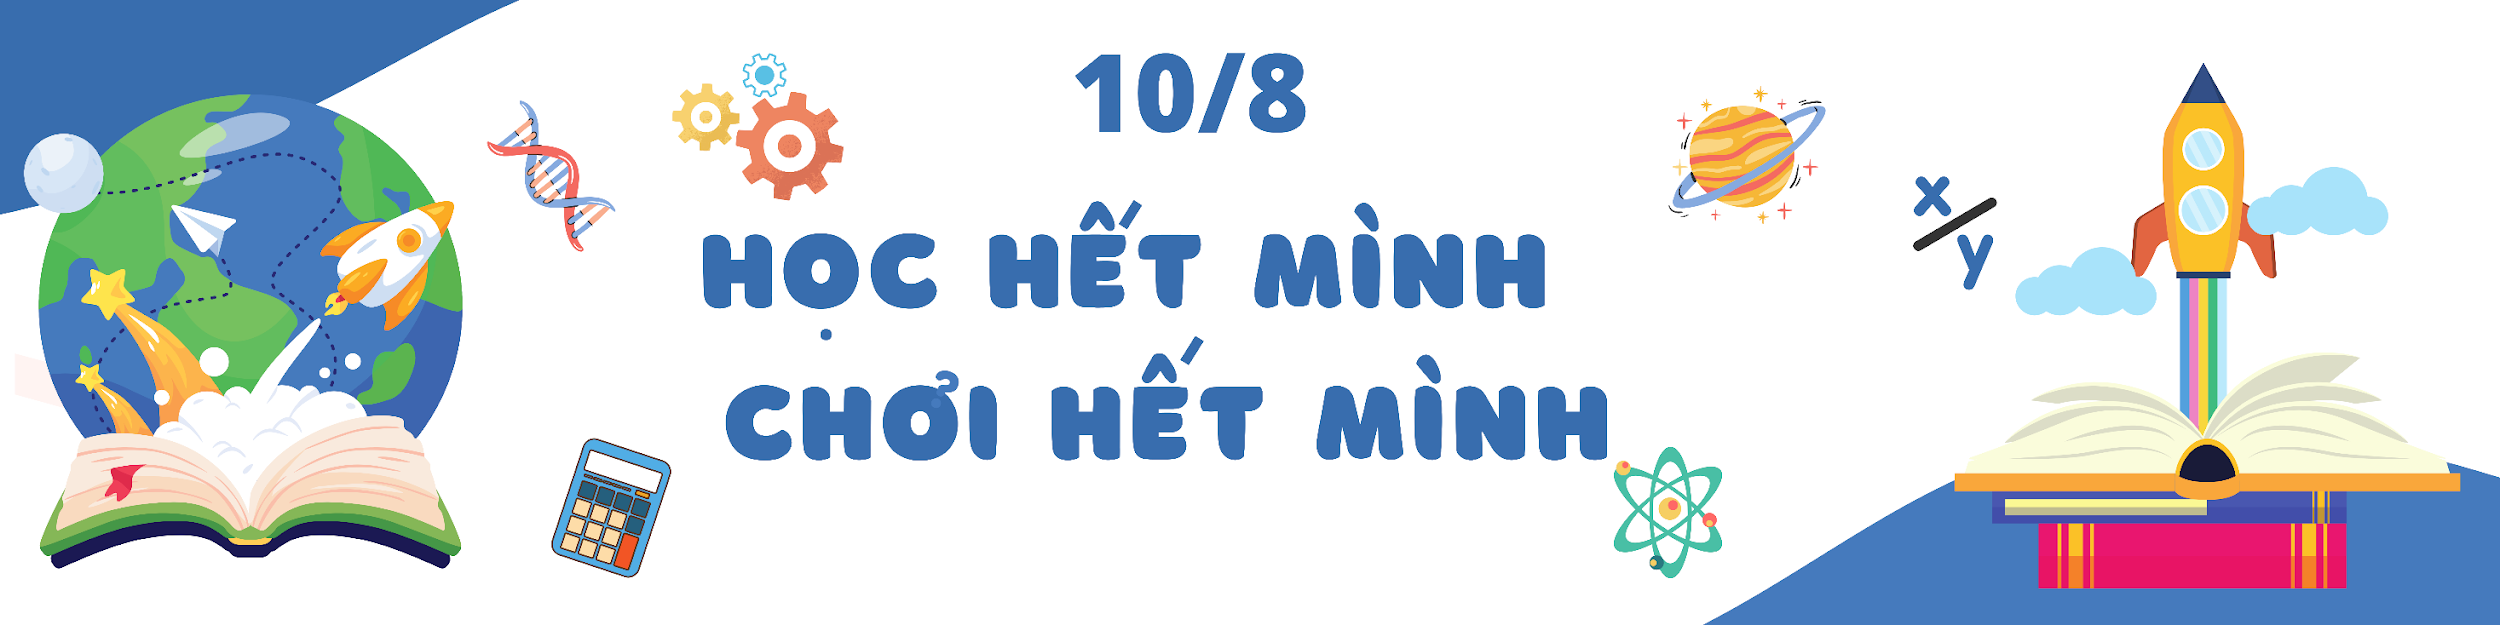 10/8
HỌC HẾT MÌNH
CHƠI HẾT MÌNH
X
y